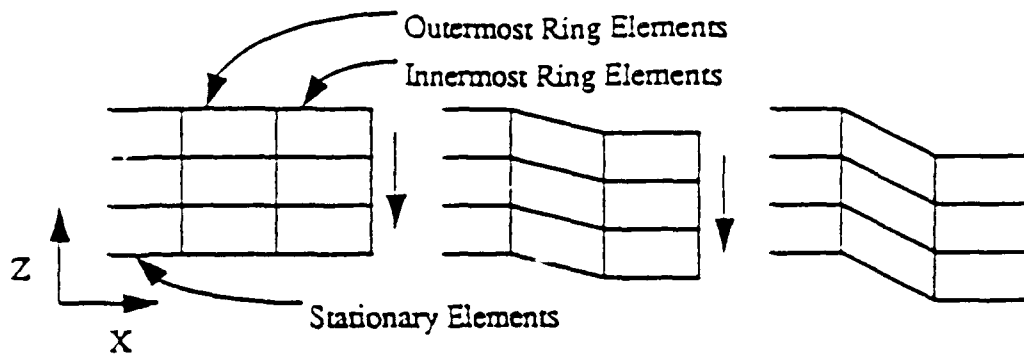 Outermost Ring Elements
Innermost Ring Elements
Z
X
Stationary Elements